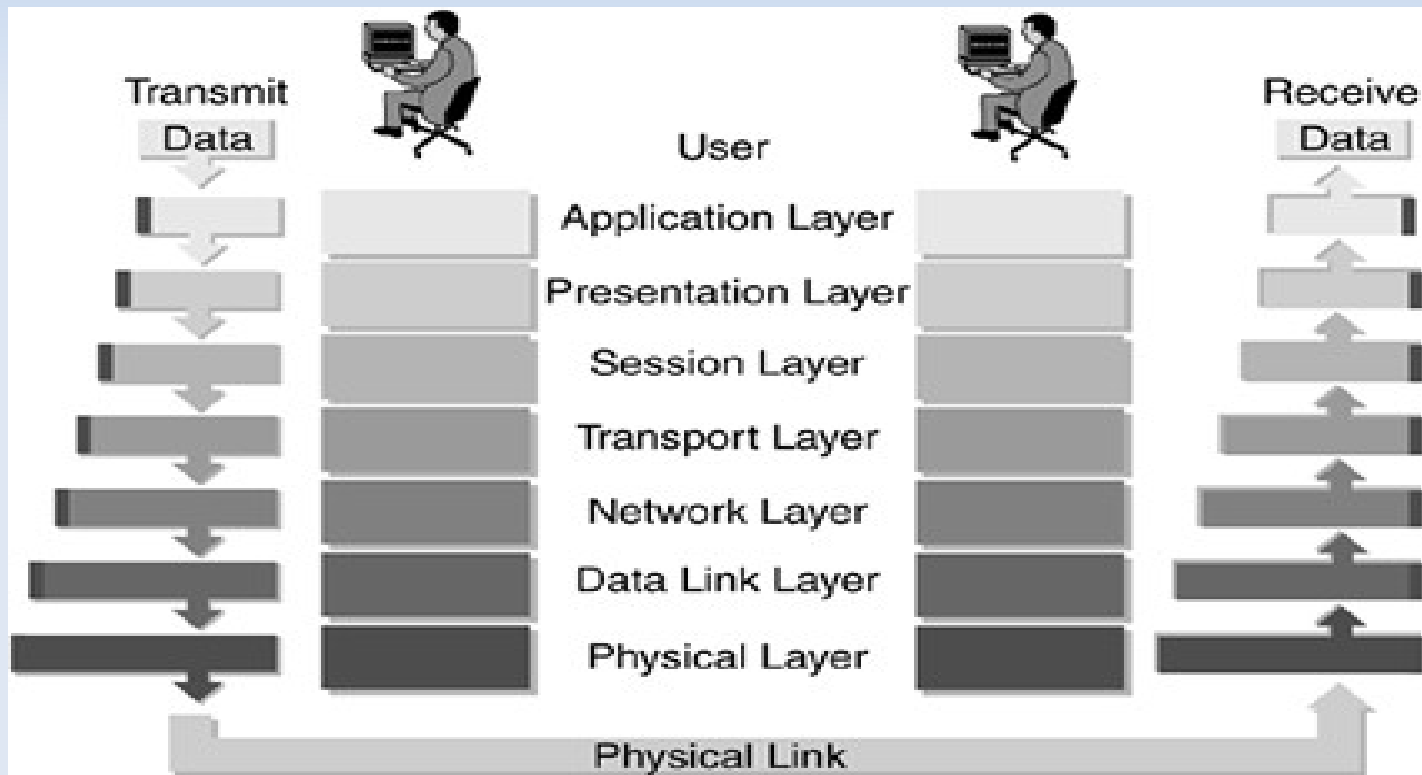 Transmit
Receive
Data
User
Data
Application Layer
Presentation Layer
Session Layer
Transport Layer
Network Layer
Data Link Layer
Physical Layer
Physical Link